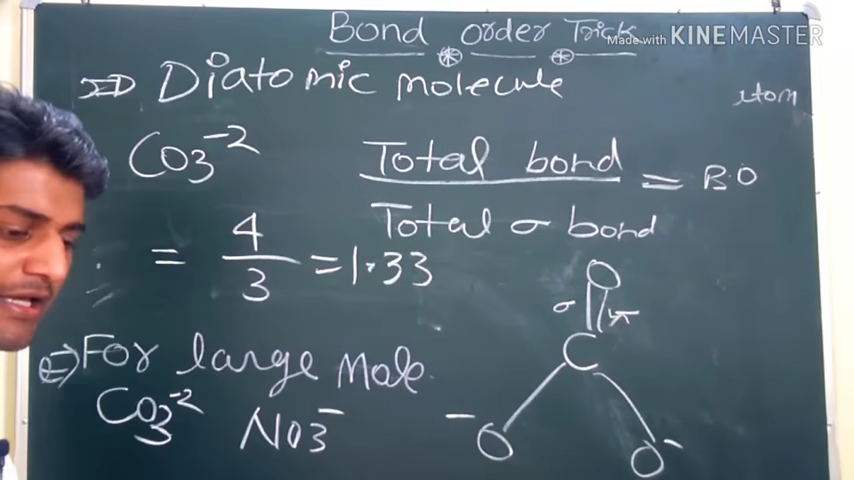 Bond order Trick
Made with KINEMASTER
⇒ Diatomic molecule
atom
CO3⁻²
Total bond / Total σ bond = B.O
= 4/3 = 1.33
⇒ For large Mole.
CO3⁻² NO3⁻
O
σ π
C
⁻O O⁻